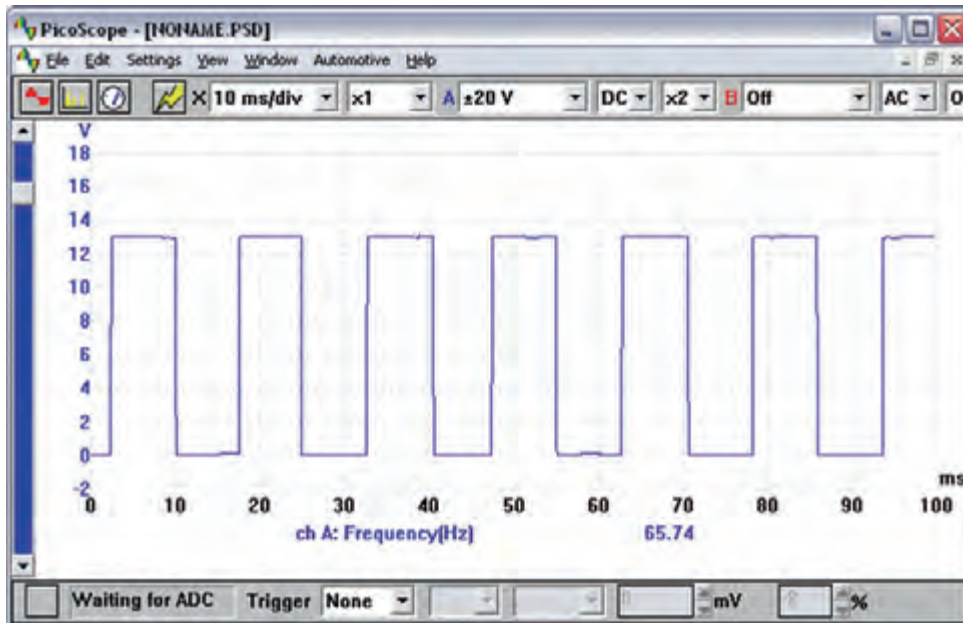 PicoScope - [NONAME.PSD]
File Edit Settings View Window Automotive Help
X 10 ms/div x1 A ±20 V DC x2 B Off AC
V
18
16
14
12
10
8
6
4
2
0
-2
0 10 20 30 40 50 60 70 80 90 100 ms
ch A: Frequency(Hz) 65.74
Waiting for ADC Trigger None mV %